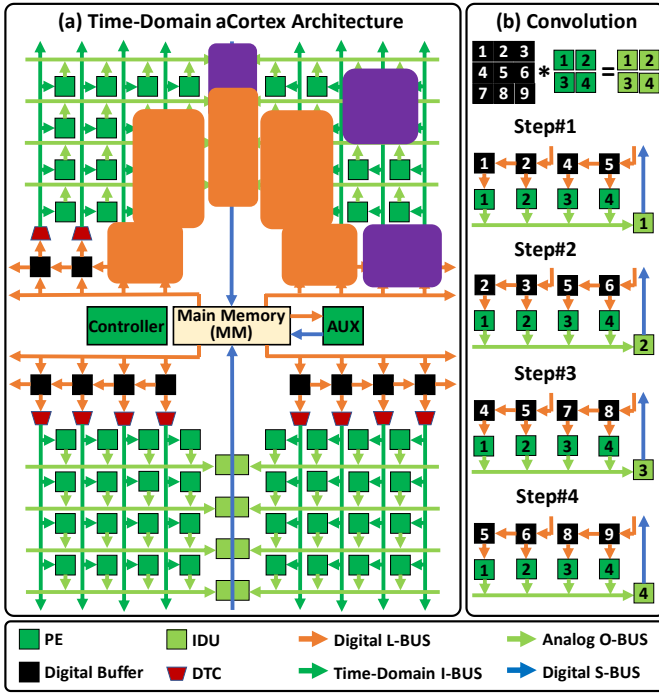 (a) Time-Domain aCortex Architecture
Controller
Main Memory
(MM)
AUX
(b) Convolution
1 2 3
4 5 6
7 8 9
*
1 2
3 4
=
1 2
3 4
Step#1
1 2 4 5
1 2 3 4
1
Step#2
2 3 5 6
1 2 3 4
2
Step#3
4 5 7 8
1 2 3 4
3
Step#4
5 6 8 9
1 2 3 4
4
PE IDU Digital L-BUS Analog O-BUS
Digital Buffer DTC Time-Domain I-BUS Digital S-BUS